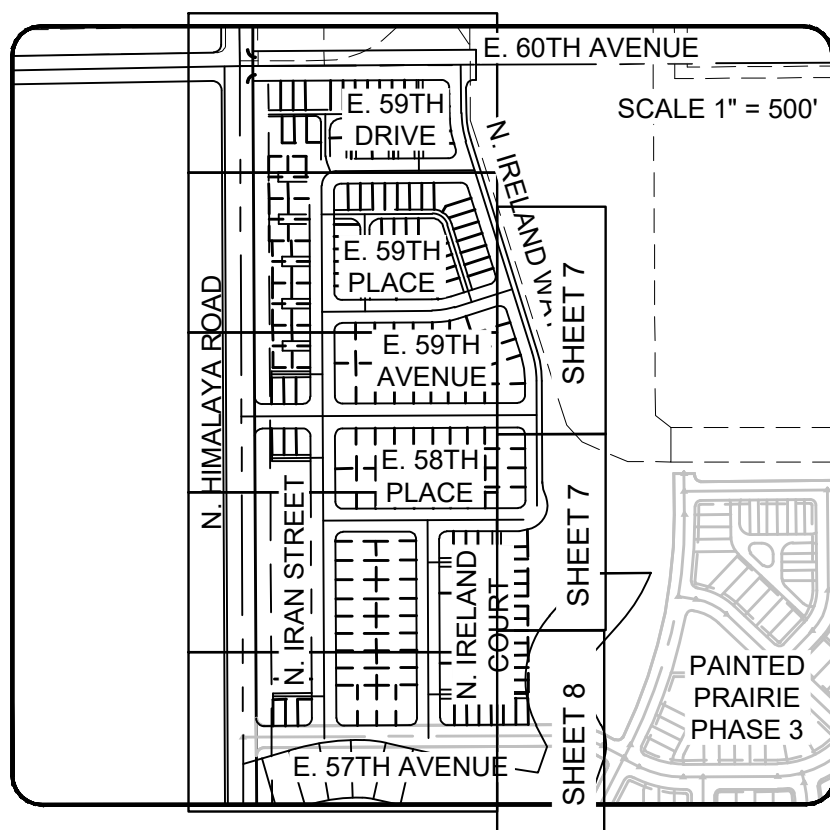 E. 60TH AVENUE
SCALE 1" = 500'
E. 59TH
DRIVE
N. IRELAND WAY
E. 59TH
PLACE
SHEET 7
N. HIMALAYA ROAD
E. 59TH
AVENUE
E. 58TH
PLACE
SHEET 7
N. IRAN STREET
N. IRELAND
COURT
PAINTED
PRAIRIE
PHASE 3
SHEET 8
E. 57TH AVENUE